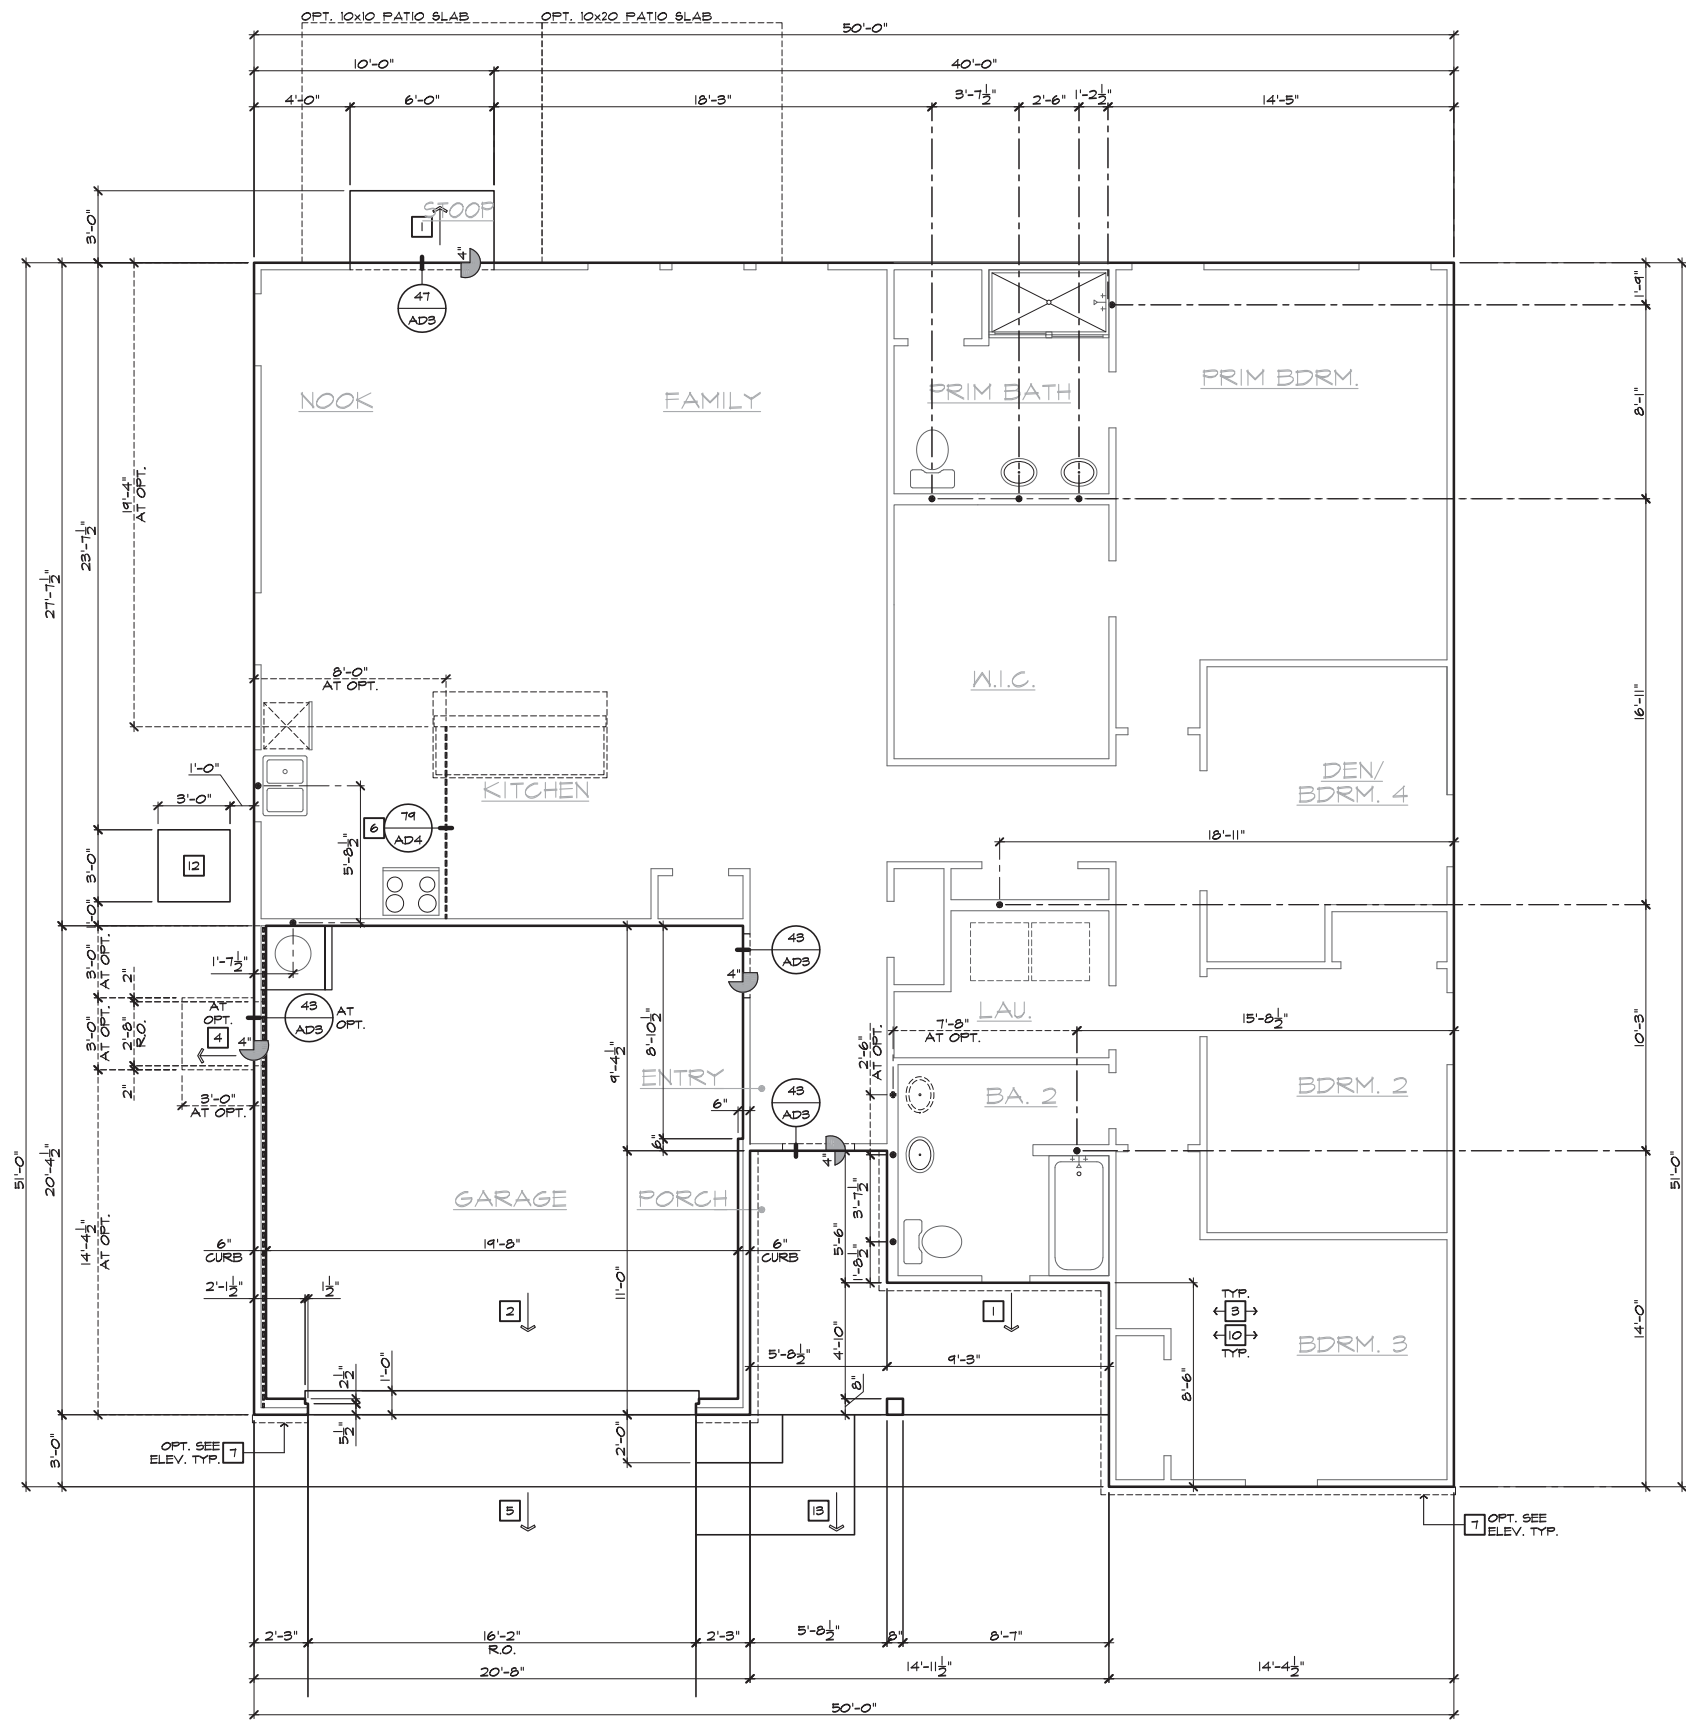 OPT. 10x10 PATIO SLAB
OPT. 10x20 PATIO SLAB
50'-0"
10'-0"
40'-0"
4'-0"
6'-0"
18'-3"
3'-7½"
2'-6"
1'-2½"
14'-5"
3'-0"
STOOP
1
4"
47
AD3
1'-9"
NOOK
FAMILY
PRIM BATH
PRIM BDRM.
8'-1"
19'-4"
AT OPT.
23'-7½"
27'-7½"
8'-0"
AT OPT.
W.I.C.
16'-11"
1'-0"
3'-0"
KITCHEN
DEN/
BDRM. 4
12
6
79
AD4
5'-8½"
3'-0"
18'-11"
1'-0"
3'-0"
AT OPT.
2"
1'-7½"
43
AD3
4"
43
AD3
AT
OPT.
AT
OPT.
4
4"
3'-0"
AT OPT.
2'-8"
R.O.
2"
3'-0"
AT OPT.
9'-4½"
8'-10½"
LAU.
7'-8"
AT OPT.
15'-8½"
2'-6"
AT OPT.
10'-3"
ENTRY
6"
6"
43
AD3
4"
BA. 2
BDRM. 2
51'-0"
20'-4½"
14'-4½"
AT OPT.
51'-0"
GARAGE
PORCH
6"
CURB
19'-8"
6"
CURB
5'-6"
3'-7½"
1'-8½"
2'-1½"
1½"
2
11'-0"
1
TYP.
3
10
TYP.
14'-0"
BDRM. 3
4'-10"
5'-8½"
9'-3"
8'-6"
2½"
1'-0"
8"
5½"
2'-0"
3'-0"
OPT. SEE
ELEV. TYP.
7
5
13
7
OPT. SEE
ELEV. TYP.
2'-3"
16'-2"
R.O.
2'-3"
5'-8½"
8"
8'-7"
20'-8"
14'-11½"
14'-4½"
50'-0"